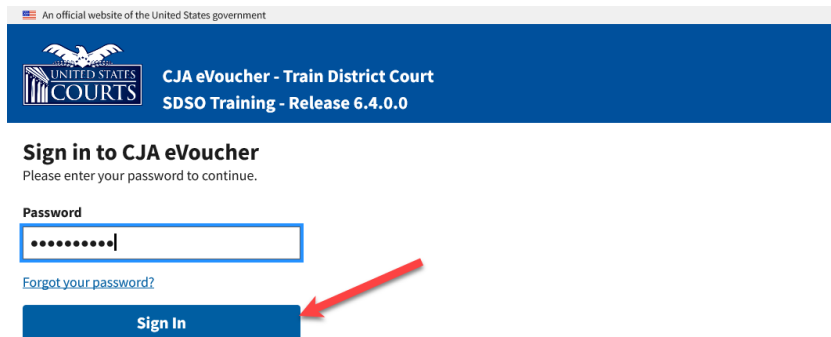 An official website of the United States government
UNITED STATES
COURTS
CJA eVoucher - Train District Court
SDSO Training - Release 6.4.0.0
Sign in to CJA eVoucher
Please enter your password to continue.
Password
••••••••••
Forgot your password?
Sign In